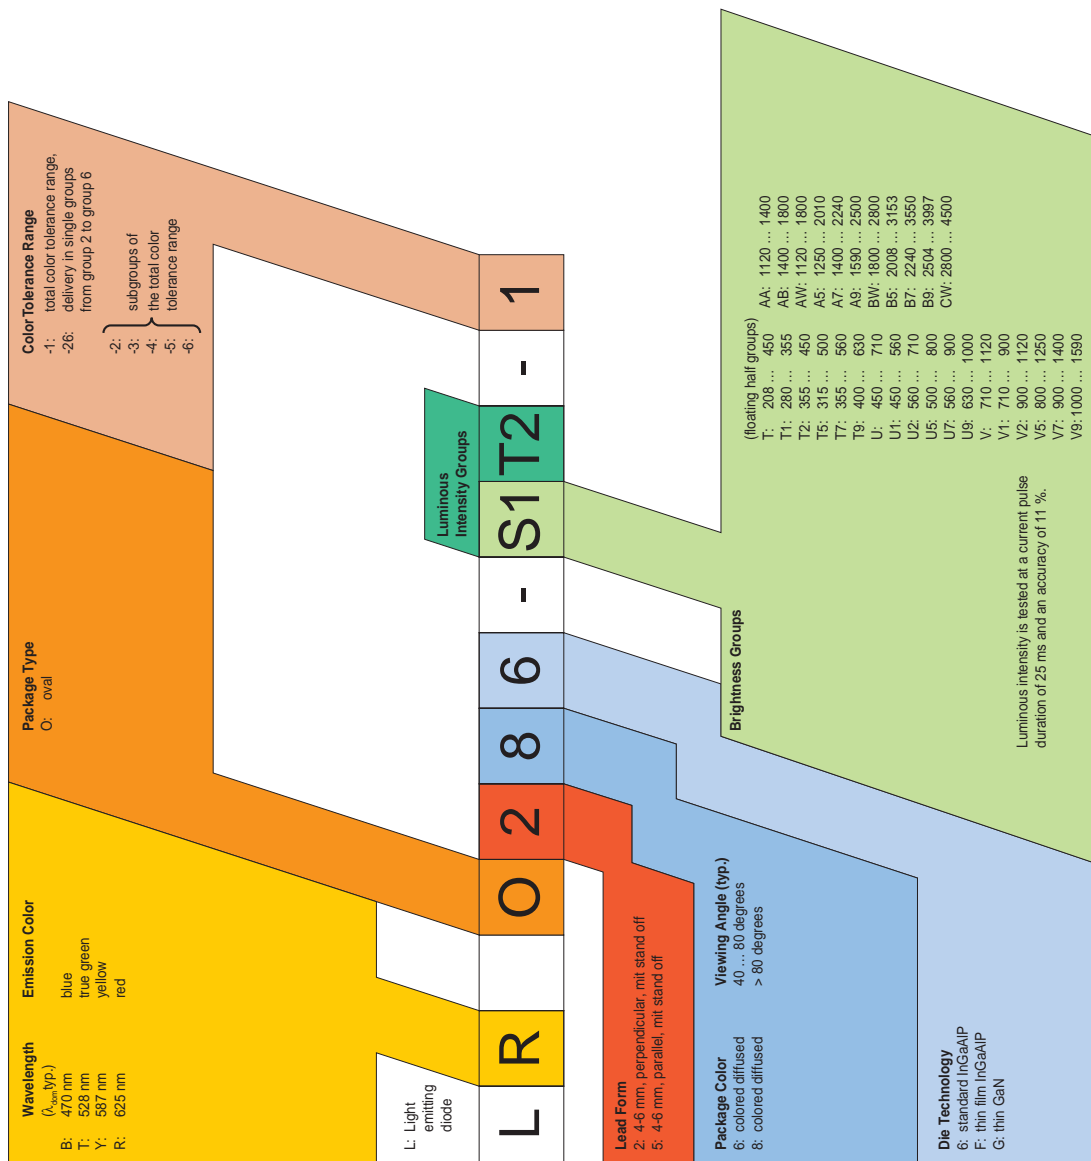 Wavelength Emission Color
(λdom typ.)
B: 470 nm blue
T: 528 nm true green
Y: 587 nm yellow
R: 625 nm red
Package Type
O: oval
Color Tolerance Range
-1: total color tolerance range,
-26: delivery in single groups
from group 2 to group 6
-2:
-3: subgroups of
-4: the total color
-5: tolerance range
-6:
L: Light
emitting
diode
Luminous
Intensity Groups
L R O 2 8 6 - S1 T2 - 1
Lead Form
2: 4-6 mm, perpendicular, mit stand off
5: 4-6 mm, parallel, mit stand off
Package Color Viewing Angle (typ.)
6: colored diffused 40 ... 80 degrees
8: colored diffused > 80 degrees
Die Technology
6: standard InGaAlP
F: thin film InGaAlP
G: thin GaN
Brightness Groups
(floating half groups)
T: 208 ... 450 AA: 1120 ... 1400
T1: 280 ... 355 AB: 1400 ... 1800
T2: 355 ... 450 AW: 1120 ... 1800
T5: 315 ... 500 A5: 1250 ... 2010
T7: 355 ... 560 A7: 1400 ... 2240
T9: 400 ... 630 A9: 1590 ... 2500
U: 450 ... 710 BW: 1800 ... 2800
U1: 450 ... 560 B5: 2008 ... 3153
U2: 560 ... 710 B7: 2240 ... 3550
U5: 500 ... 800 B9: 2504 ... 3997
U7: 560 ... 900 CW: 2800 ... 4500
U9: 630 ... 1000
V: 710 ... 1120
V1: 710 ... 900
V2: 900 ... 1120
V5: 800 ... 1250
V7: 900 ... 1400
V9: 1000 ... 1590
Luminous intensity is tested at a current pulse
duration of 25 ms and an accuracy of 11 %.